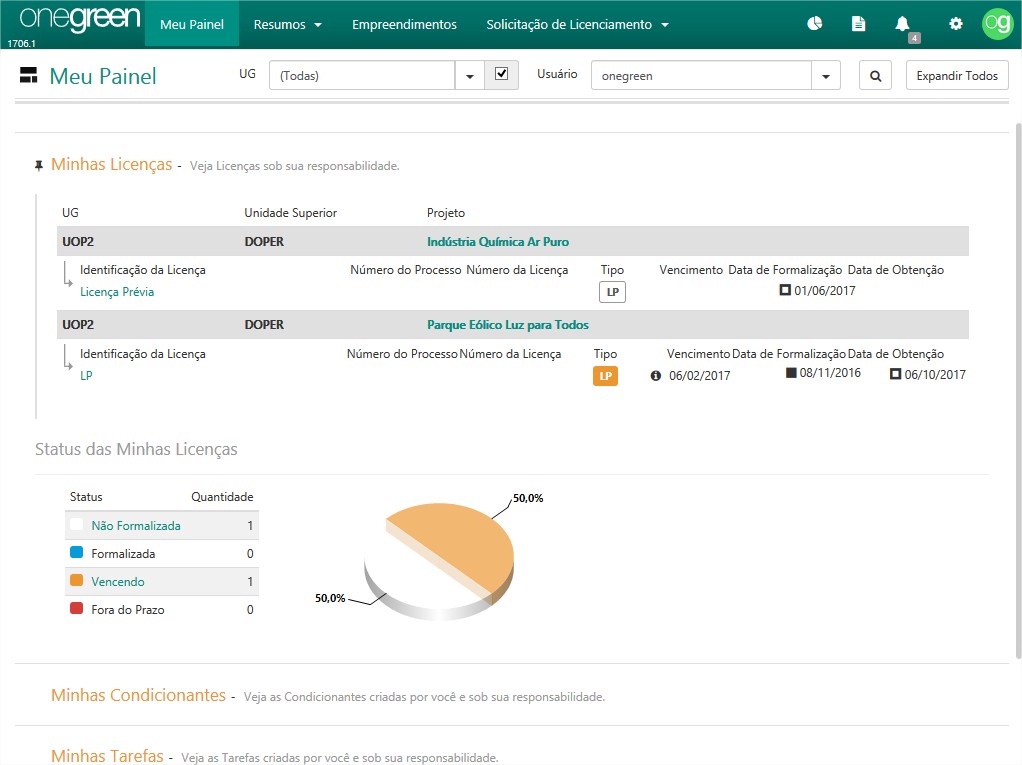 onegreen Meu Painel Resumos Empreendimentos Solicitação de Licenciamento og
1706.1 4
Meu Painel UG (Todas) Usuário onegreen Expandir Todos
Minhas Licenças - Veja Licenças sob sua responsabilidade.
UG Unidade Superior Projeto
UOP2 DOPER Indústria Química Ar Puro
Identificação da Licença Número do Processo Número da Licença Tipo Vencimento Data de Formalização Data de Obtenção
Licença Prévia LP 01/06/2017
UOP2 DOPER Parque Eólico Luz para Todos
Identificação da Licença Número do Processo Número da Licença Tipo Vencimento Data de Formalização Data de Obtenção
LP LP 06/02/2017 08/11/2016 06/10/2017
Status das Minhas Licenças
Status Quantidade
Não Formalizada 1
Formalizada 0
Vencendo 1
Fora do Prazo 0
50,0%
50,0%
Minhas Condicionantes - Veja as Condicionantes criadas por você e sob sua responsabilidade.
Minhas Tarefas - Veja as Tarefas criadas por você e sob sua responsabilidade.